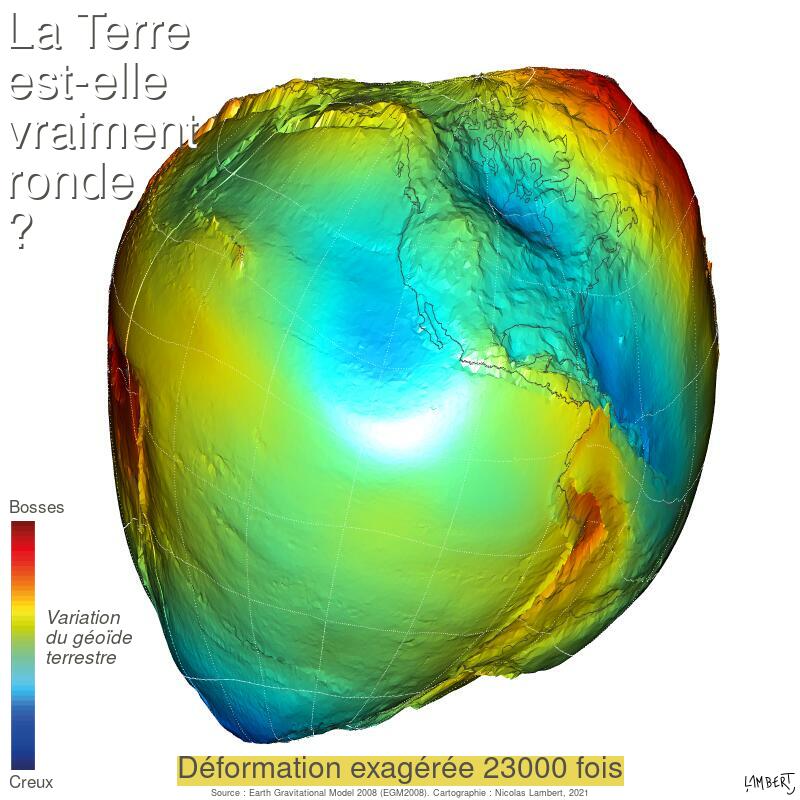 La Terre
est-elle
vraiment
ronde
?
Bosses
Variation
du géoïde
terrestre
Creux
Déformation exagérée 23000 fois
Source : Earth Gravitational Model 2008 (EGM2008). Cartographie : Nicolas Lambert, 2021
LAMBERT